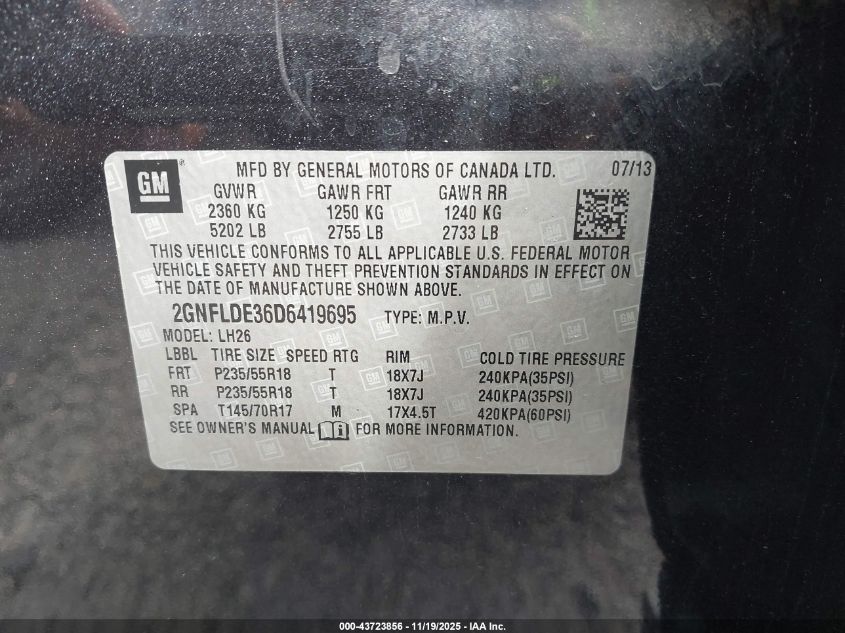 GM
MFD BY GENERAL MOTORS OF CANADA LTD. 07/13
GVWR GAWR FRT GAWR RR
2360 KG 1250 KG 1240 KG
5202 LB 2755 LB 2733 LB
THIS VEHICLE CONFORMS TO ALL APPLICABLE U.S. FEDERAL MOTOR
VEHICLE SAFETY AND THEFT PREVENTION STANDARDS IN EFFECT ON
THE DATE OF MANUFACTURE SHOWN ABOVE.
2GNFLDE36D6419695 TYPE: M.P.V.
MODEL: LH26
LBBL TIRE SIZE SPEED RTG RIM COLD TIRE PRESSURE
FRT P235/55R18 T 18X7J 240KPA(35PSI)
RR P235/55R18 T 18X7J 240KPA(35PSI)
SPA T145/70R17 M 17X4.5T 420KPA(60PSI)
SEE OWNER'S MANUAL i FOR MORE INFORMATION.
000-43723856 - 11/19/2025 - IAA Inc.